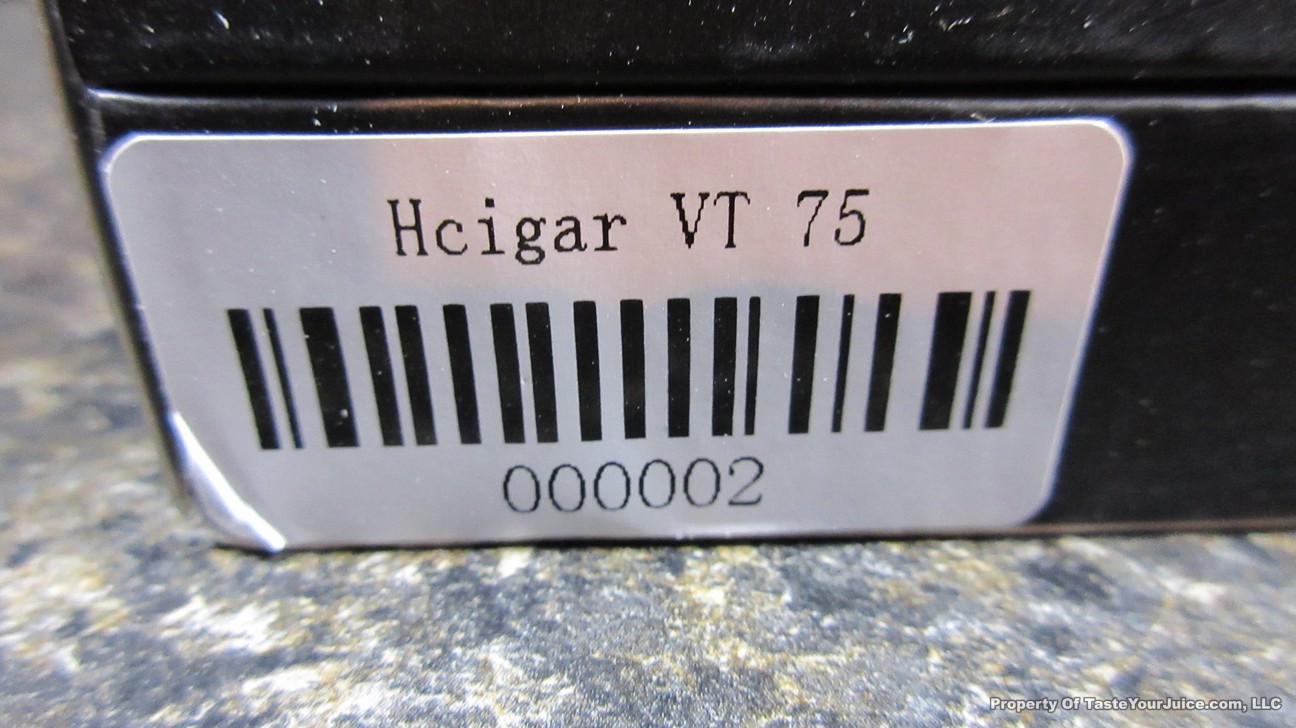 Hcigar VT 75
000002
Property Of TasteYourJuice.com, LLC